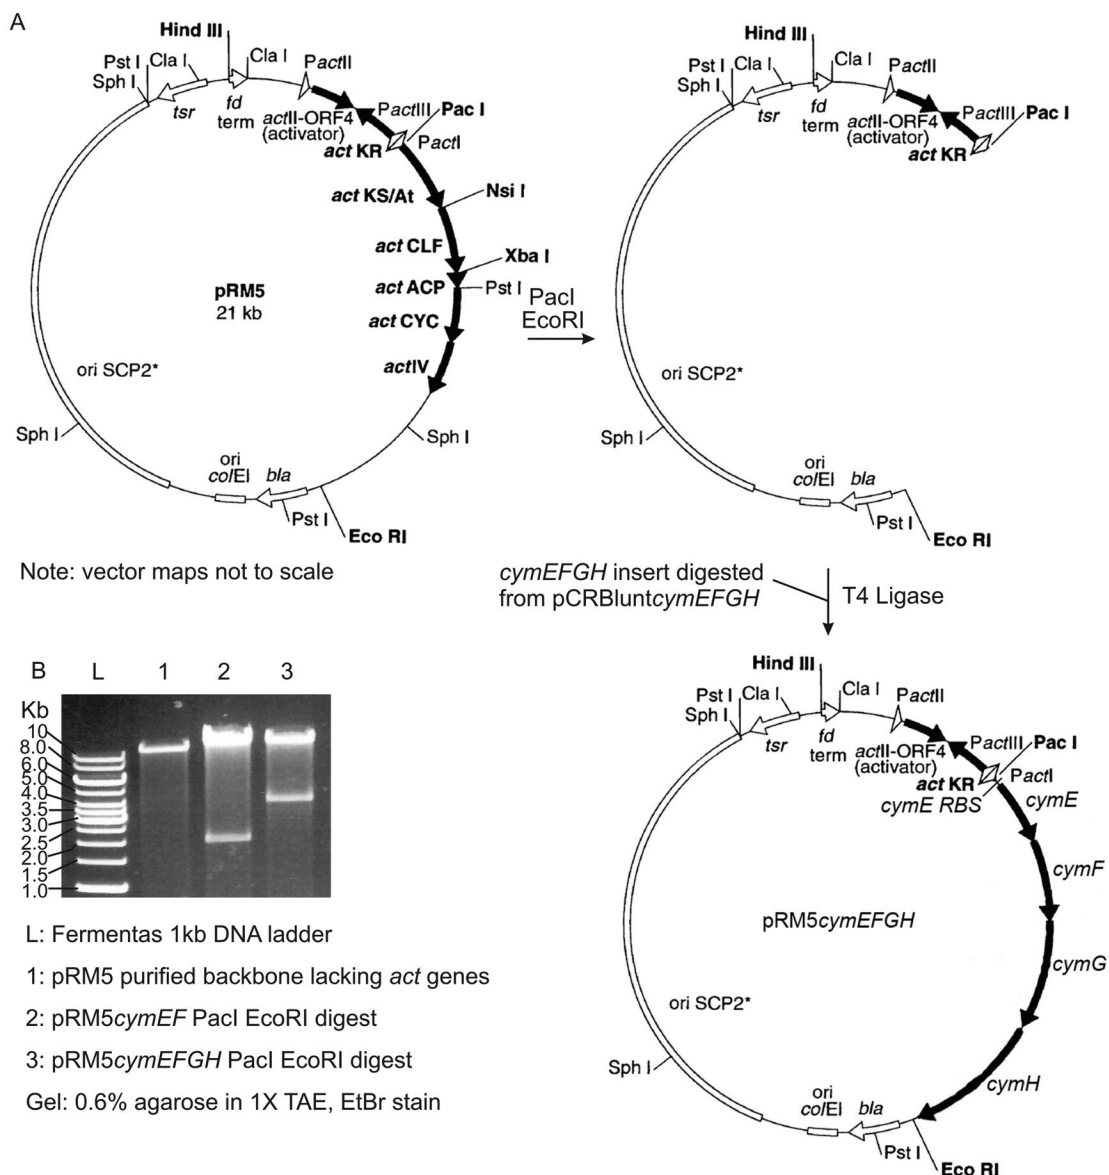 A
Hind III
Pst I
Cla I
Cla I
PactII
Sph I
tsr
fd
term
actII-ORF4
(activator)
PactIII
Pac I
act KR
PactI
act KS/At
Nsi I
act CLF
Xba I
act ACP
Pst I
pRM5
21 kb
act CYC
actIV
ori SCP2*
Sph I
Sph I
ori
colEI
bla
Pst I
Eco RI
PacI
EcoRI
Hind III
Pst I
Cla I
Cla I
PactII
Sph I
tsr
fd
term
actII-ORF4
(activator)
PactIII
Pac I
act KR
ori SCP2*
Sph I
ori
colEI
bla
Pst I
Eco RI
Note: vector maps not to scale
cymEFGH insert digested
from pCRBluntcymEFGH
T4 Ligase
Hind III
Pst I
Cla I
Cla I
PactII
Sph I
tsr
fd
term
actII-ORF4
(activator)
PactIII
Pac I
act KR
PactI
cymE RBS
cymE
cymF
pRM5cymEFGH
cymG
ori SCP2*
Sph I
cymH
ori
colEI
bla
Pst I
Eco RI
B
L
1
2
3
Kb
10
8.0
6.0
5.0
4.0
3.5
3.0
2.5
2.0
1.5
1.0
L: Fermentas 1kb DNA ladder
1: pRM5 purified backbone lacking act genes
2: pRM5cymEF PacI EcoRI digest
3: pRM5cymEFGH PacI EcoRI digest
Gel: 0.6% agarose in 1X TAE, EtBr stain